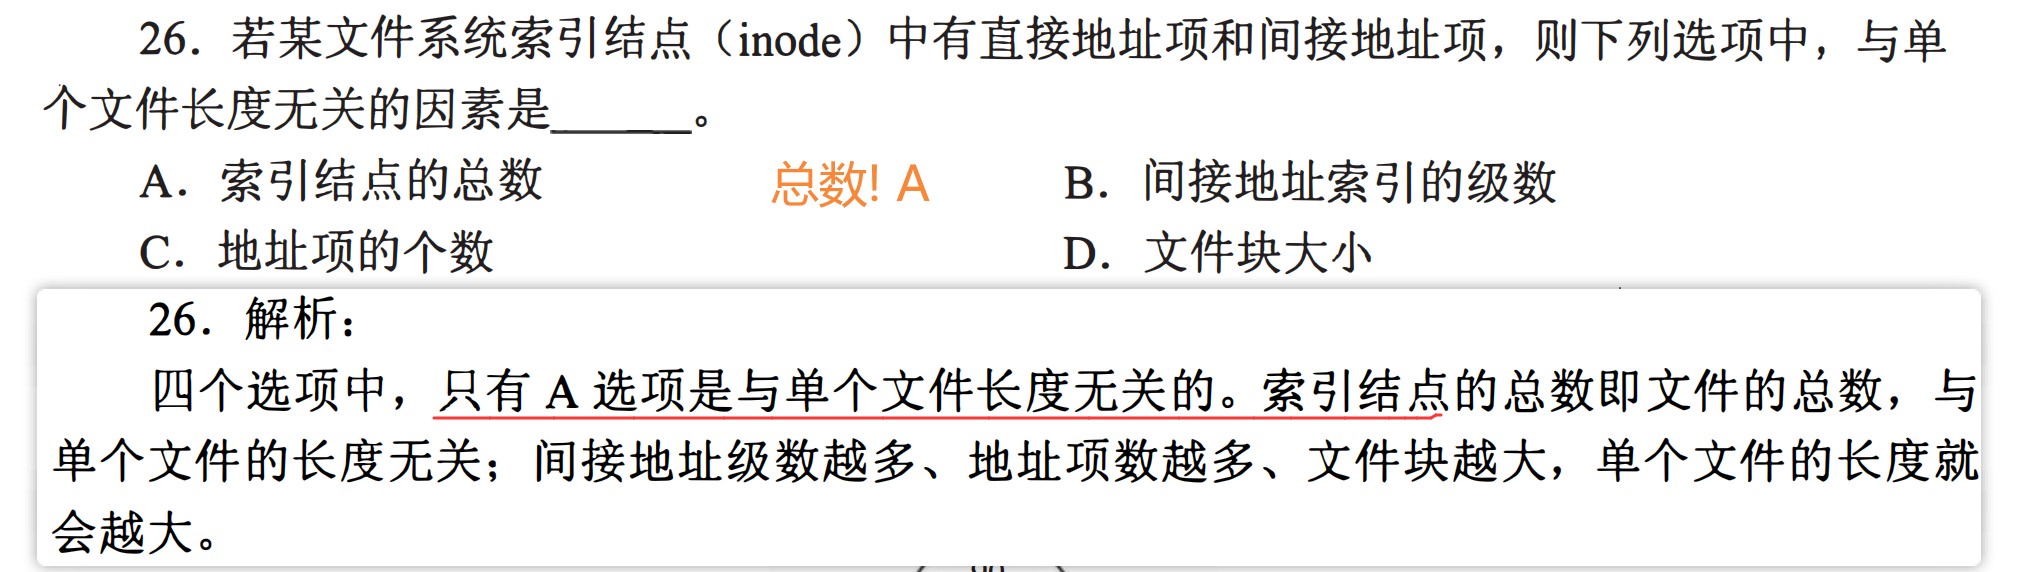 26. 若某文件系统索引结点（inode）中有直接地址项和间接地址项，则下列选项中，与单
个文件长度无关的因素是______。
A. 索引结点的总数 总数! A B. 间接地址索引的级数
C. 地址项的个数 D. 文件块大小
26. 解析：
四个选项中，只有 A 选项是与单个文件长度无关的。索引结点的总数即文件的总数，与
单个文件的长度无关；间接地址级数越多、地址项数越多、文件块越大，单个文件的长度就
会越大。